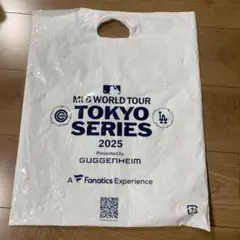 MLB WORLD TOUR
TOKYO
SERIES
2025
Presented by
GUGGENHEIM
A Fanatics Experience